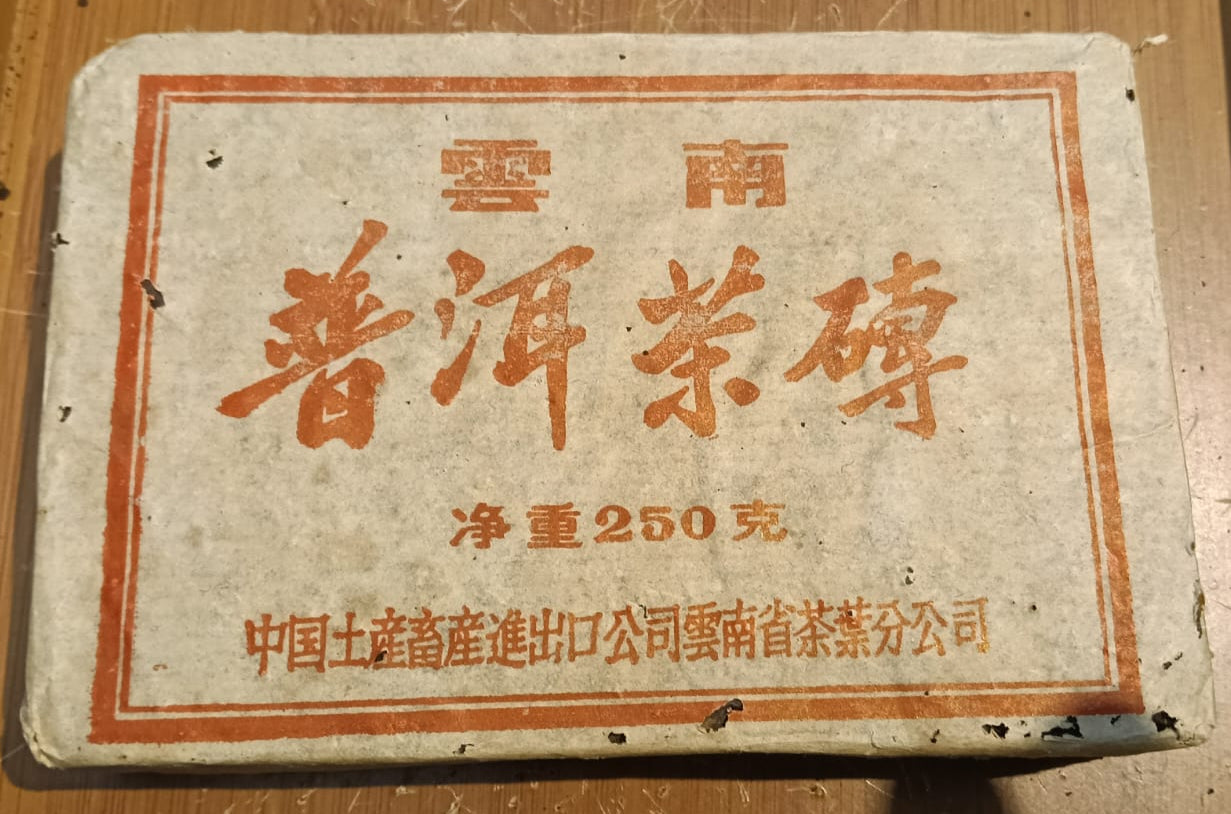 雲南
普洱茶磚
净重250克
中国土産畜産進出口公司雲南省茶葉分公司